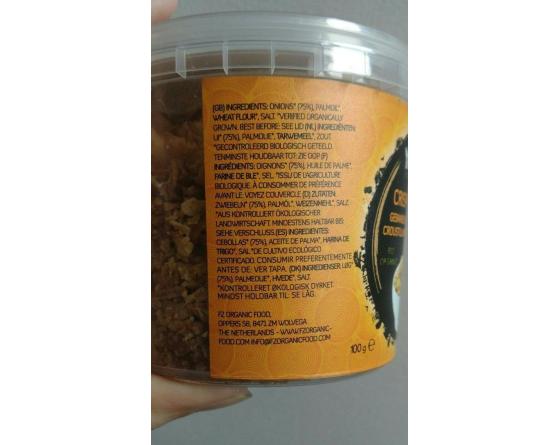 (GB) INGREDIENTS: ONIONS* (75%), PALMOIL*,
WHEAT FLOUR*, SALT. *VERIFIED ORGANICALLY
GROWN. BEST BEFORE: SEE LID (NL) INGREDIËNTEN:
UI* (75%), PALMOLIE*, TARWEMEEL*, ZOUT.
*GECONTROLEERD BIOLOGISCH GETEELD.
TENMINSTE HOUDBAAR TOT: ZIE DOP (F)
INGRÉDIENTS: OIGNONS* (75%), HUILE DE PALME*,
FARINE DE BLE*, SEL. *ISSU DE L'AGRICULTURE
BIOLOGIQUE. À CONSOMMER DE PRÉFÉRENCE
AVANT LE: VOYEZ COUVERCLE (D) ZUTATEN:
ZWIEBELN* (75%), PALMÖL*, WEIZENMEHL*, SALZ
*AUS KONTROLLIERT ÖKOLOGISCHER
LANDWIRTSCHAFT. MINDESTENS HALTBAR BIS:
SIEHE VERSCHLUSS. (ES) INGREDIENTES:
CEBOLLAS* (75%), ACEITE DE PALMA*, HARINA DE
TRIGO*, SAL *DE CULTIVO ECOLÓGICO
CERTIFICADO. CONSUMIR PREFERENTEMENTE
ANTES DE: VER TAPA. (DK) INGREDIENSER: LØG*
(75%), PALMEOLIE*, HVEDE*, SALT.
*KONTROLLERET ØKOLOGISK DYRKET.
MINDST HOLDBAR TIL: SE LÅG.
FZ ORGANIC FOOD,
OPPERS 58, 8471 ZM WOLVEGA
THE NETHERLANDS - WWW.FZORGANIC-
FOOD.COM INFO@FZORGANICFOOD.COM
100 g e